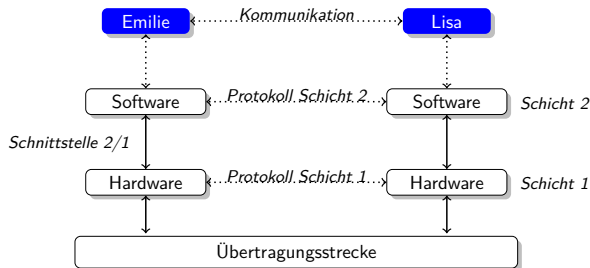 Emilie Kommunikation Lisa
Software Protokoll Schicht 2 Software Schicht 2
Schnittstelle 2/1
Hardware Protokoll Schicht 1 Hardware Schicht 1
Übertragungsstrecke